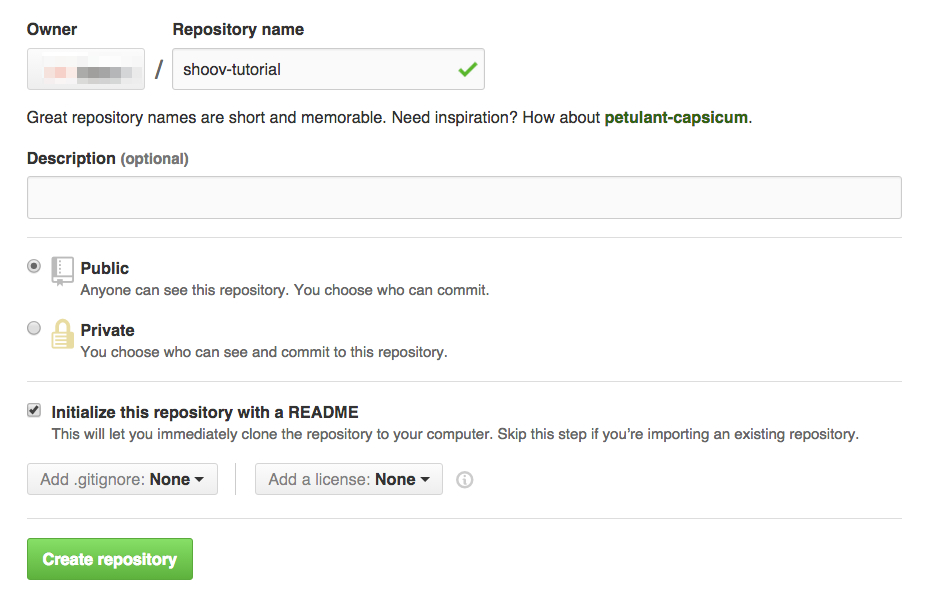 Owner Repository name
/ shoov-tutorial
Great repository names are short and memorable. Need inspiration? How about petulant-capsicum.
Description (optional)
Public
Anyone can see this repository. You choose who can commit.
Private
You choose who can see and commit to this repository.
Initialize this repository with a README
This will let you immediately clone the repository to your computer. Skip this step if you’re importing an existing repository.
Add .gitignore: None Add a license: None
Create repository